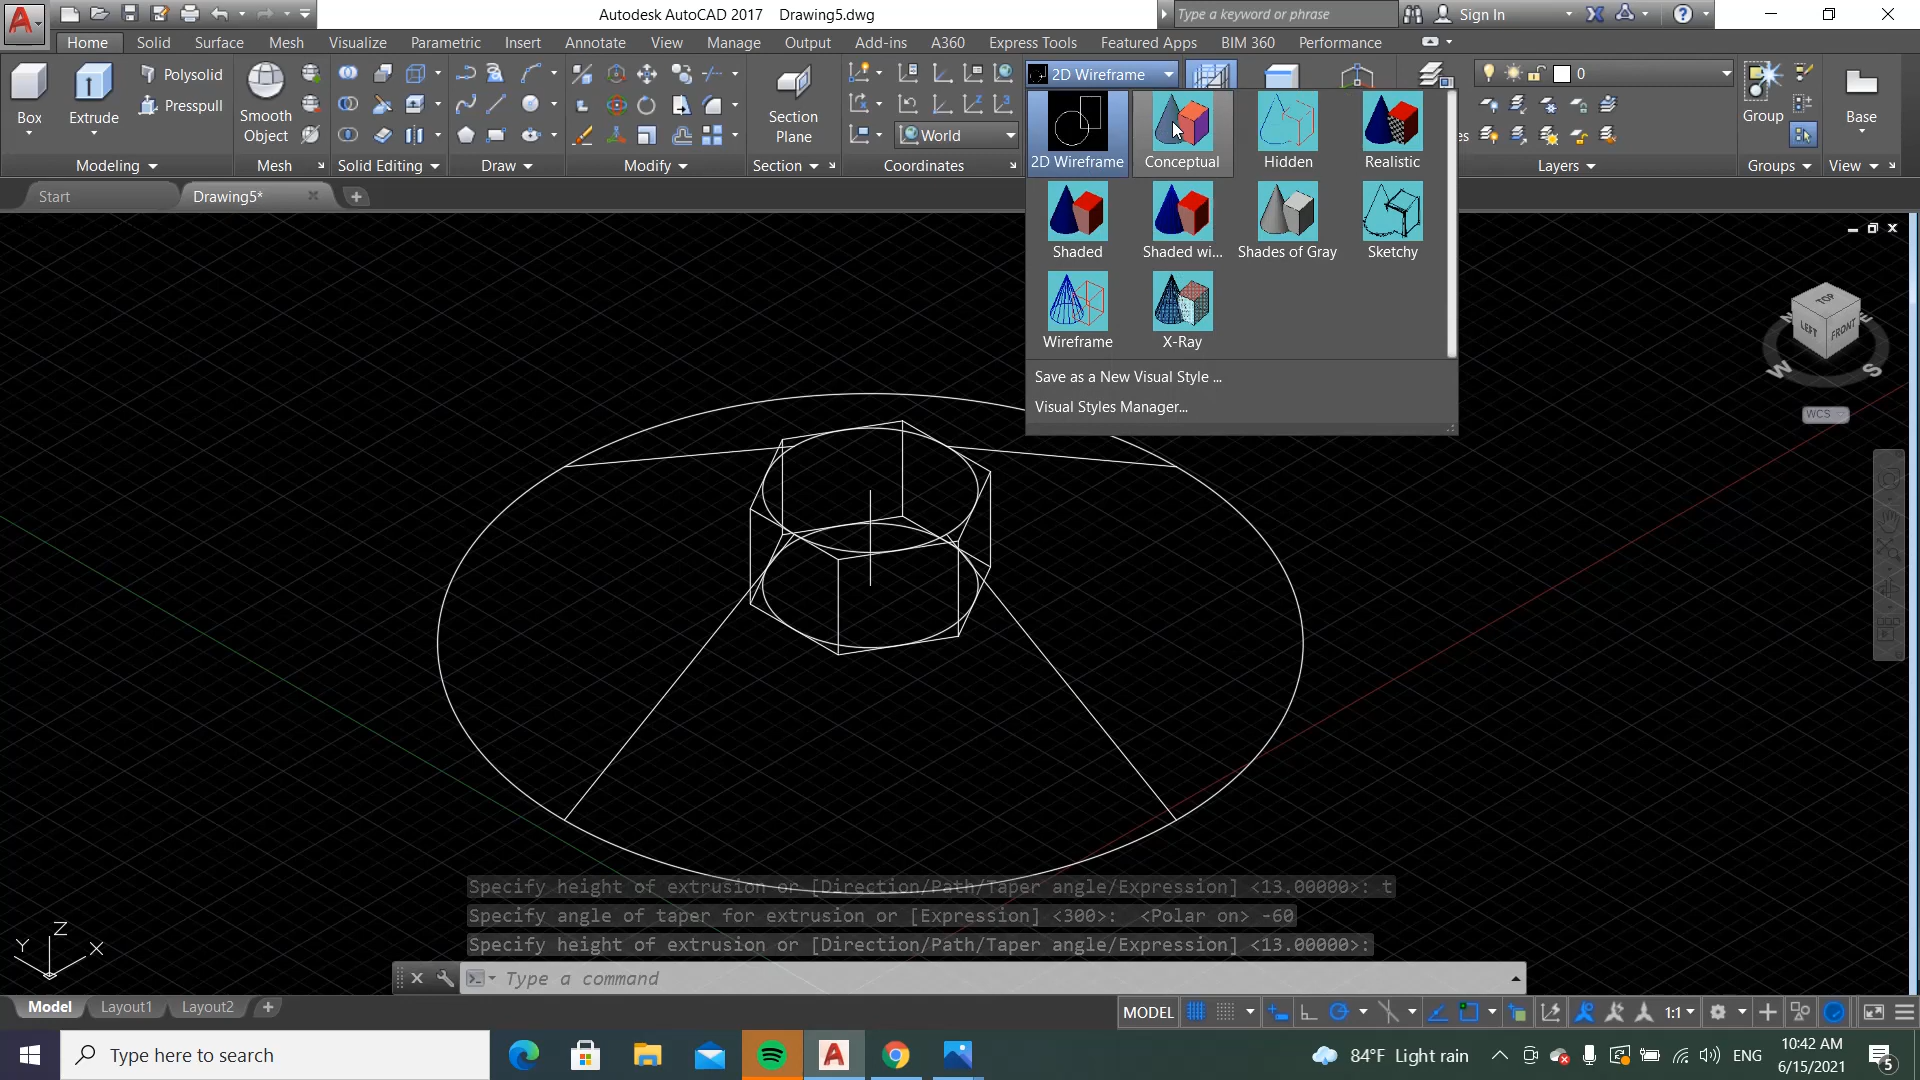 Autodesk AutoCAD 2017 Drawing5.dwg
Type a keyword or phrase
Sign In
Home Solid Surface Mesh Visualize Parametric Insert Annotate View Manage Output Add-ins A360 Express Tools Featured Apps BIM 360 Performance
Box
Extrude
Polysolid
Presspull
Smooth
Object
Section
Plane
World
2D Wireframe
0
Group
Base
Modeling
Mesh
Solid Editing
Draw
Modify
Section
Coordinates
Layers
Groups
View
2D Wireframe Conceptual Hidden Realistic
Shaded Shaded wi... Shades of Gray Sketchy
Wireframe X-Ray
Save as a New Visual Style ...
Visual Styles Manager...
Start Drawing5*
TOP
LEFT FRONT
N E
W S
WCS
Specify height of extrusion or [Direction/Path/Taper angle/Expression] <13.00000>: t
Specify angle of taper for extrusion or [Expression] <300>: <Polar on> -60
Specify height of extrusion or [Direction/Path/Taper angle/Expression] <13.00000>:
Type a command
Z
Y X
Model Layout1 Layout2
MODEL
1:1
Type here to search
84°F Light rain
ENG
10:42 AM
6/15/2021
5